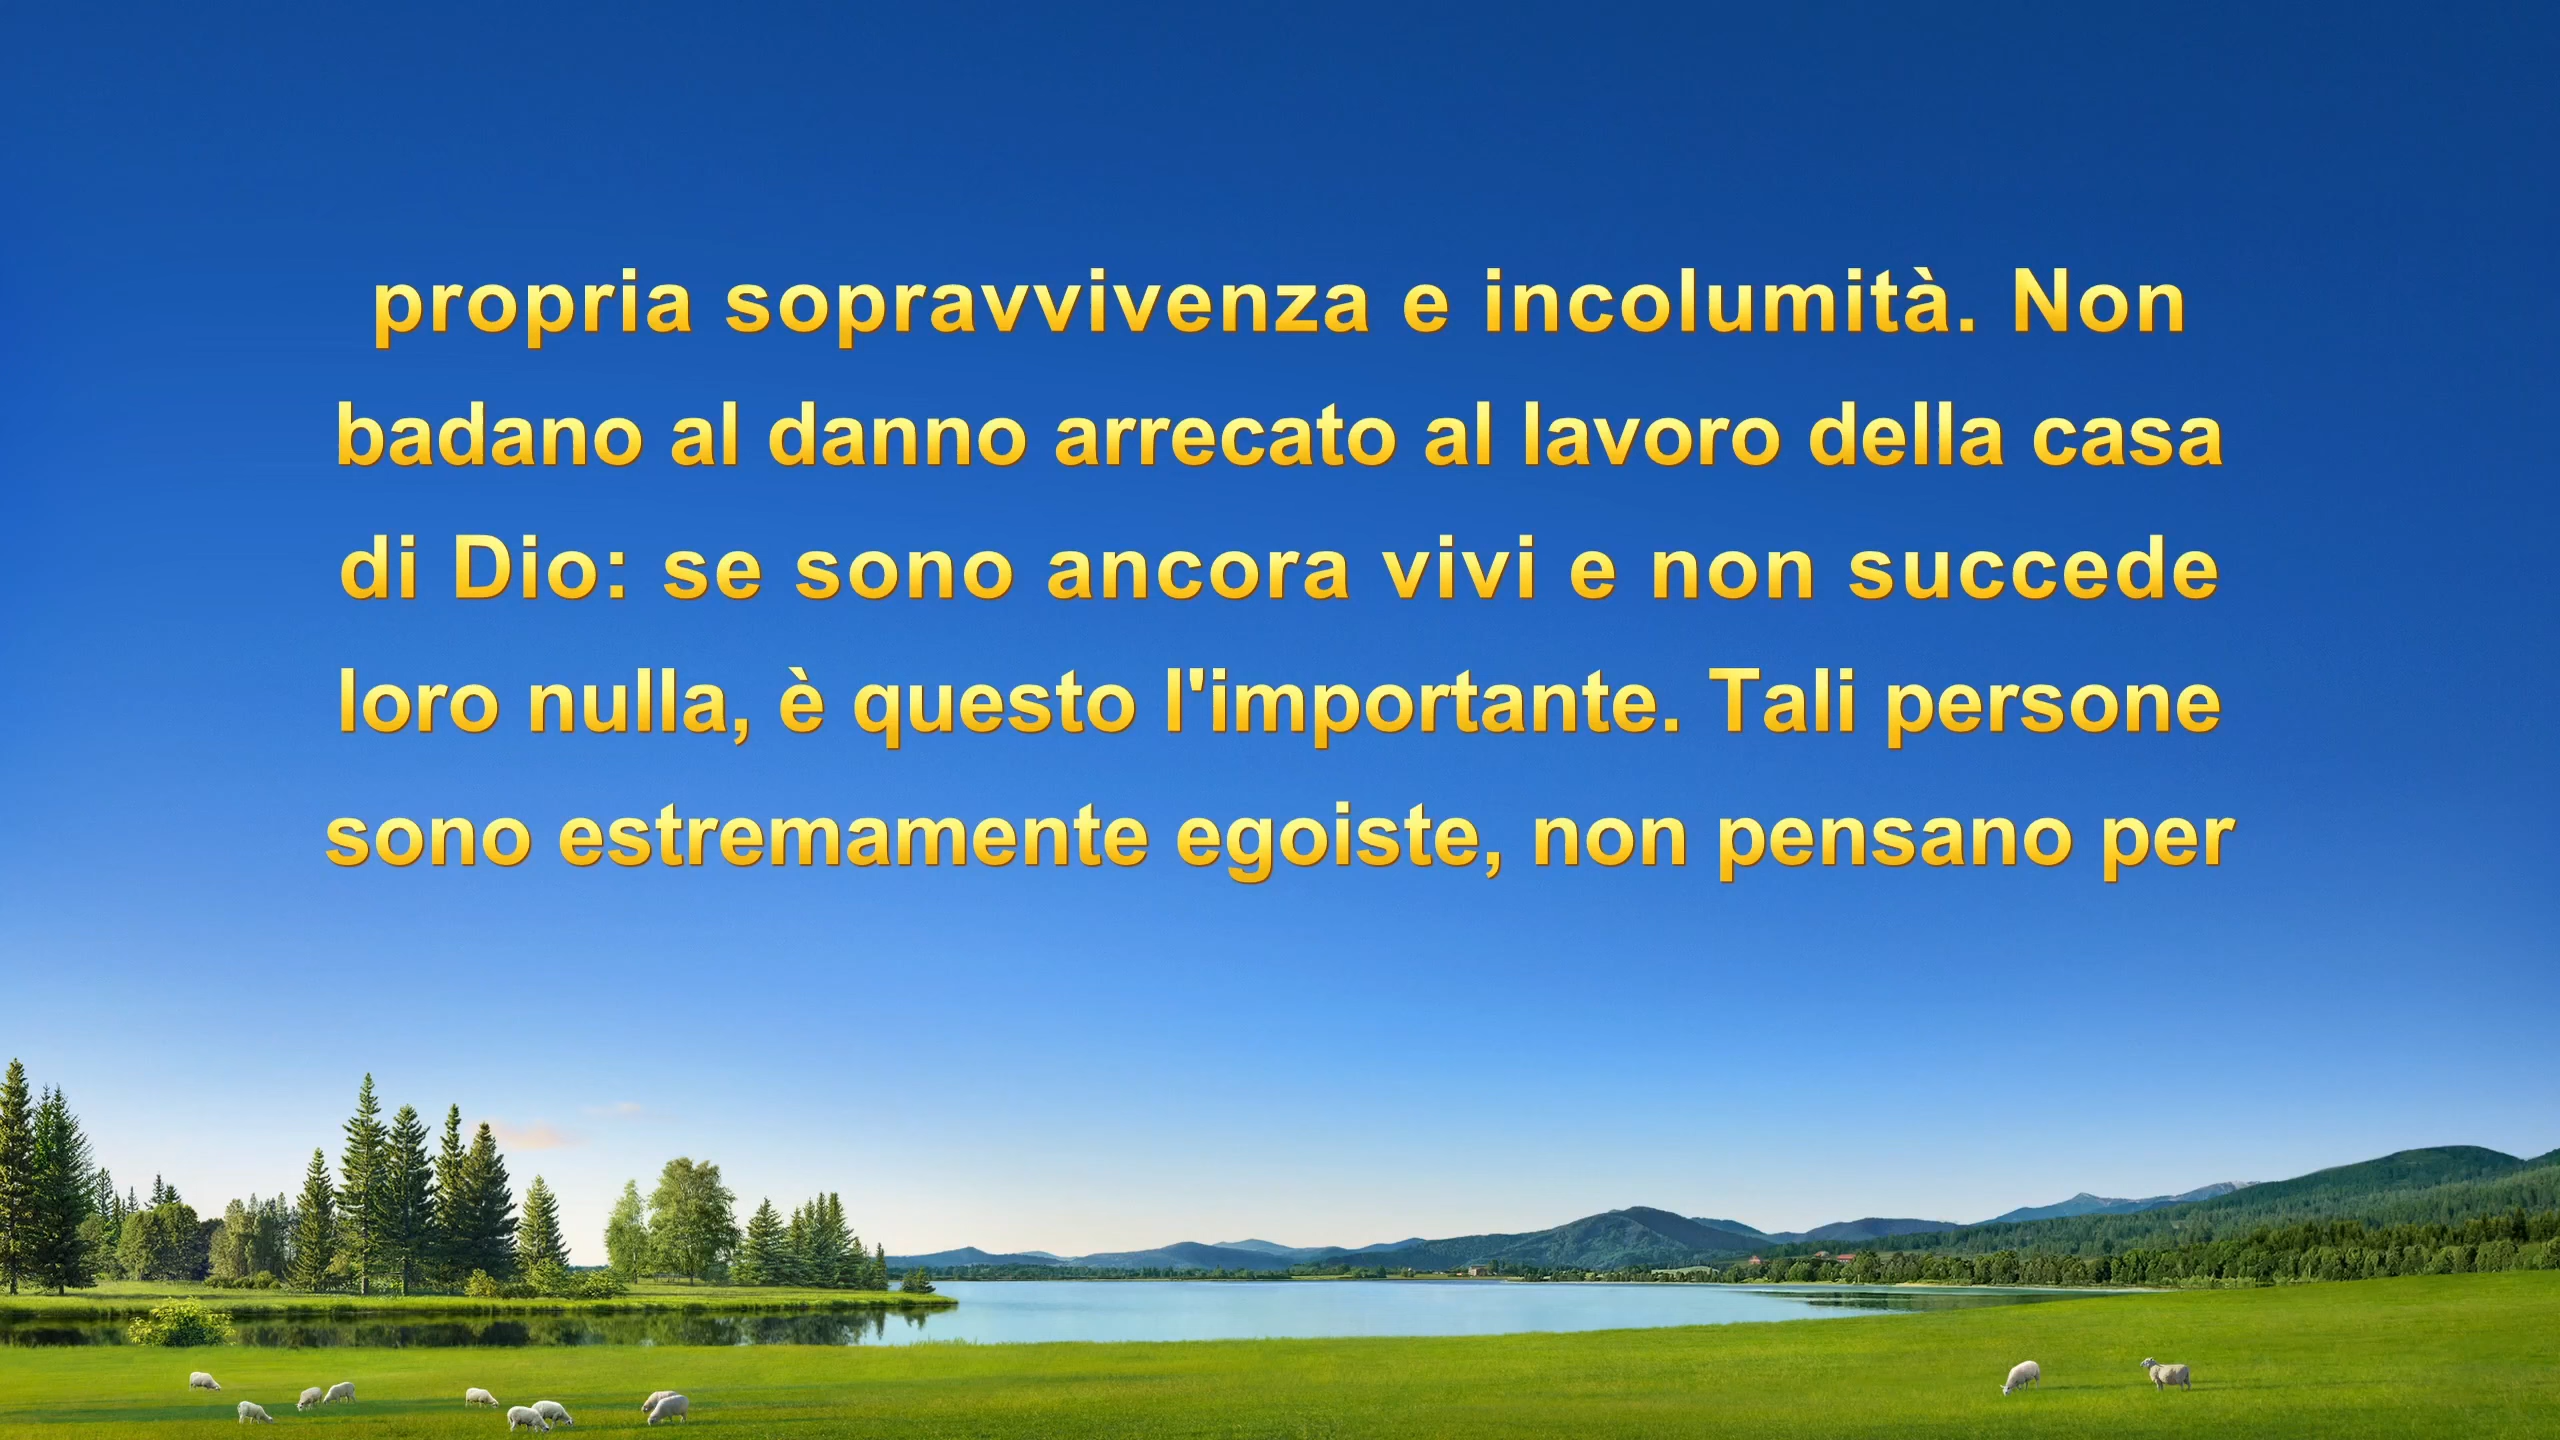 propria sopravvivenza e incolumità. Non
badano al danno arrecato al lavoro della casa
di Dio: se sono ancora vivi e non succede
loro nulla, è questo l'importante. Tali persone
sono estremamente egoiste, non pensano per